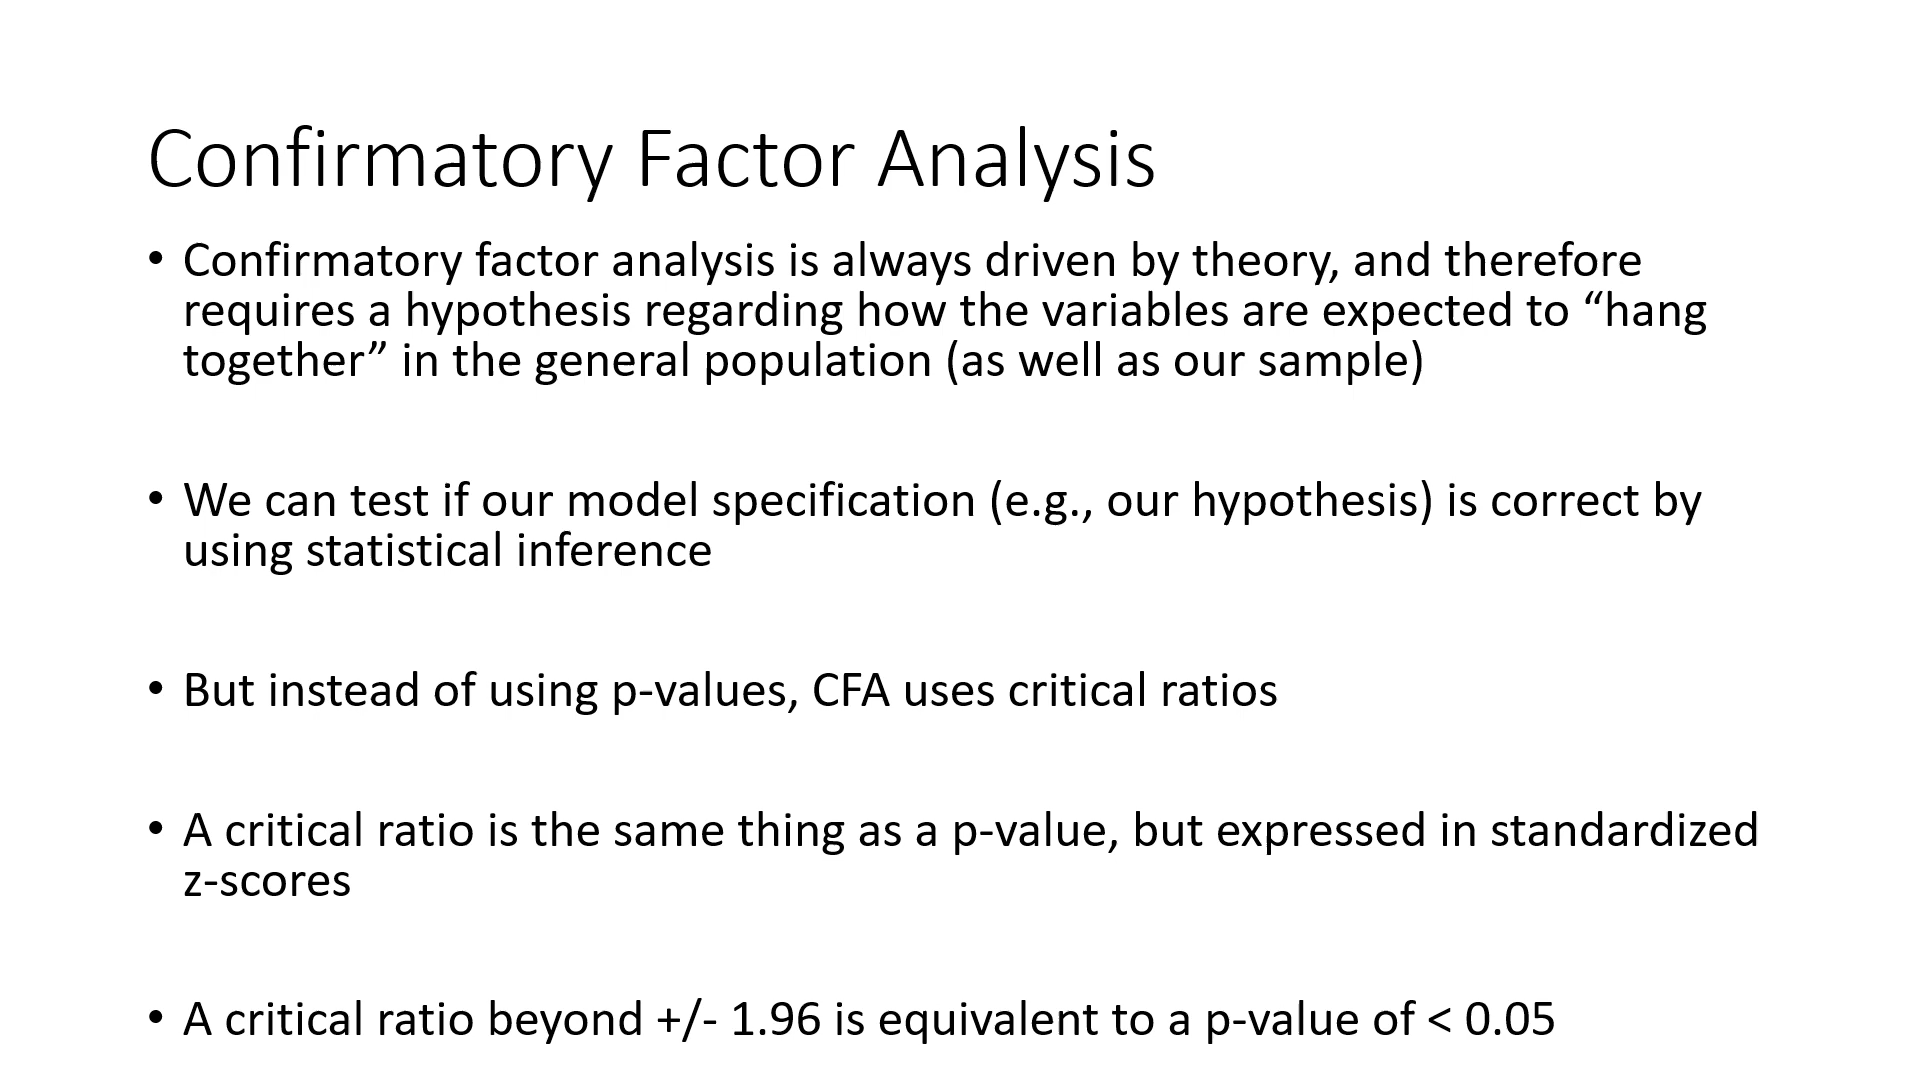 Confirmatory Factor Analysis
• Confirmatory factor analysis is always driven by theory, and therefore
requires a hypothesis regarding how the variables are expected to “hang
together” in the general population (as well as our sample)
• We can test if our model specification (e.g., our hypothesis) is correct by
using statistical inference
• But instead of using p-values, CFA uses critical ratios
• A critical ratio is the same thing as a p-value, but expressed in standardized
z-scores
• A critical ratio beyond +/- 1.96 is equivalent to a p-value of < 0.05